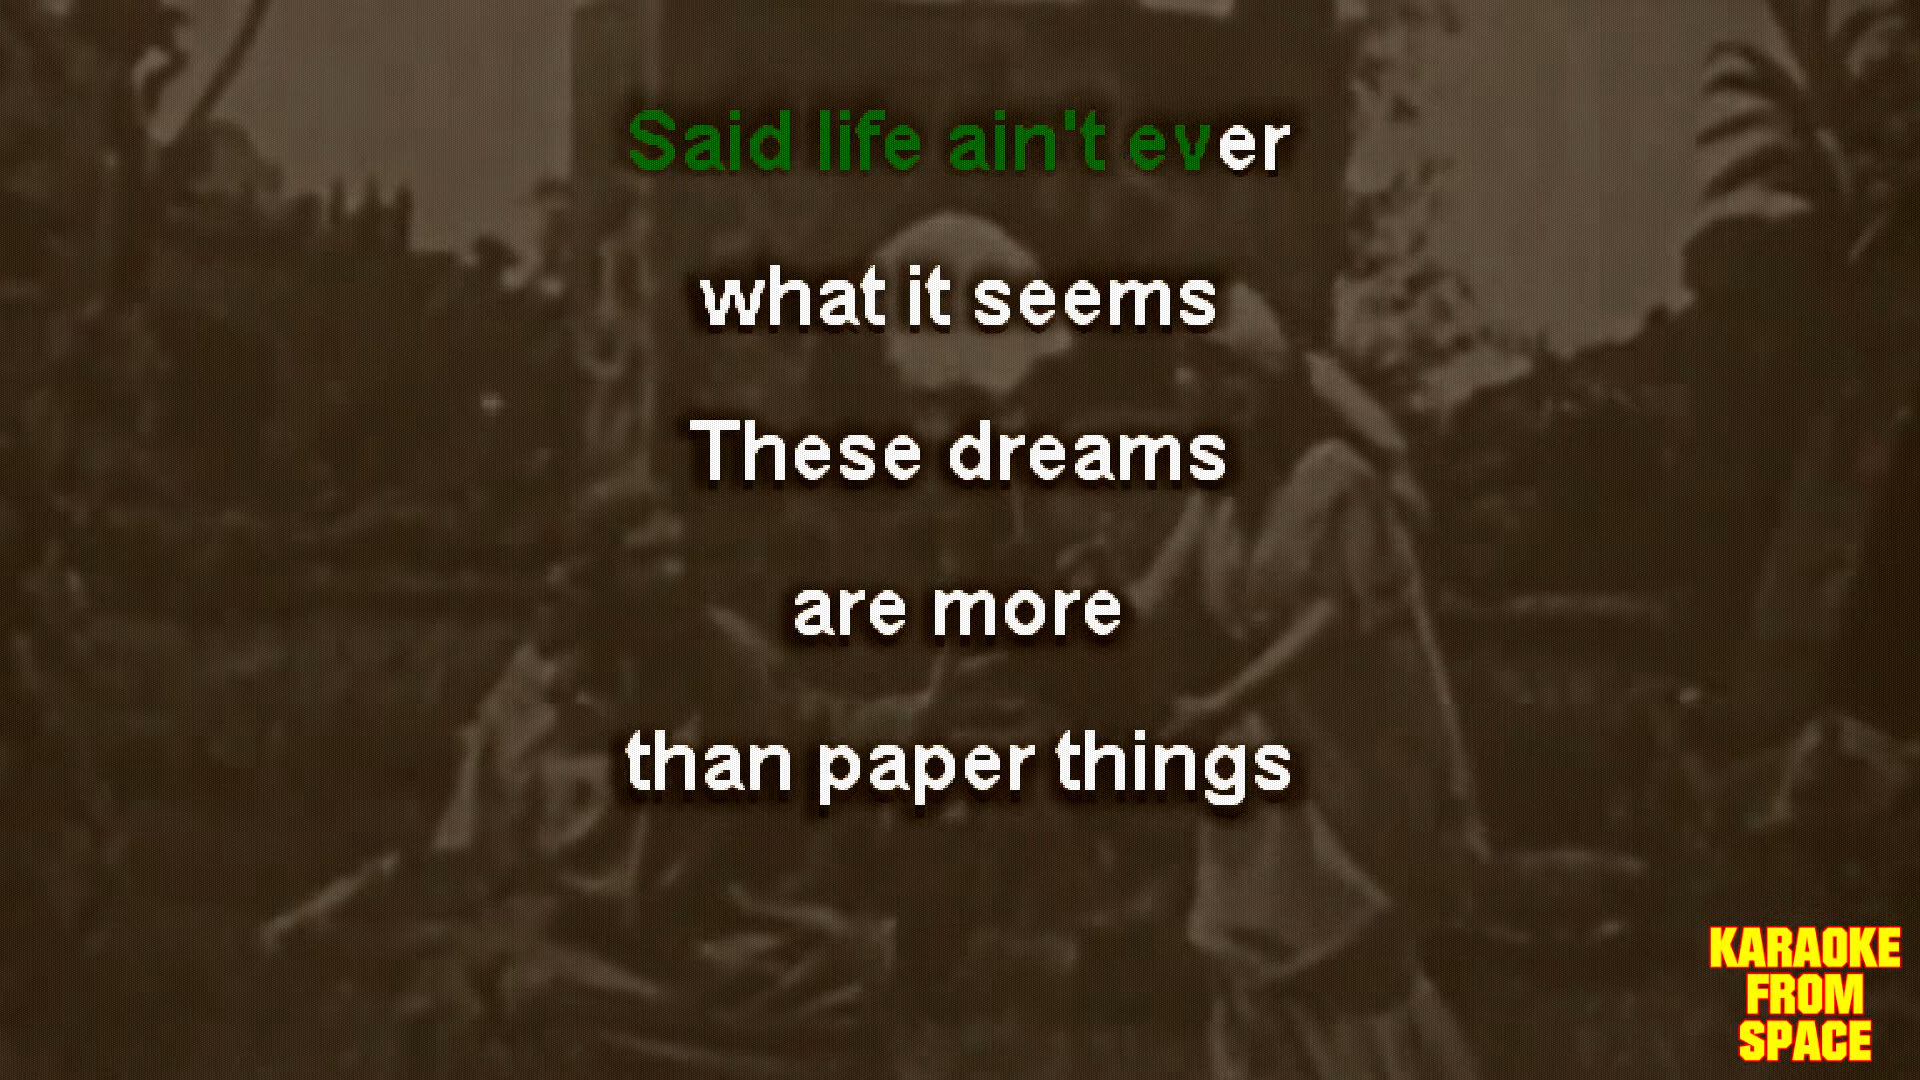 Said life ain't ever
what it seems
These dreams
are more
than paper things
KARAOKE
FROM
SPACE